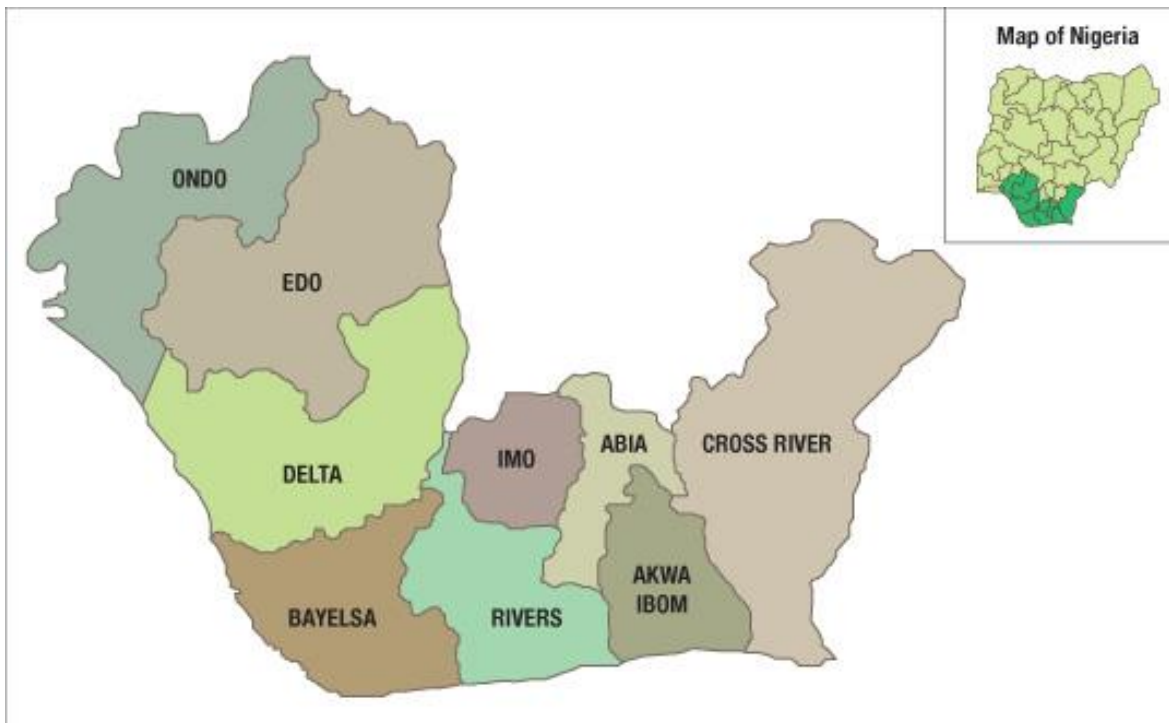 Map of Nigeria
ONDO
EDO
DELTA
IMO
ABIA
CROSS RIVER
BAYELSA
RIVERS
AKWA
IBOM